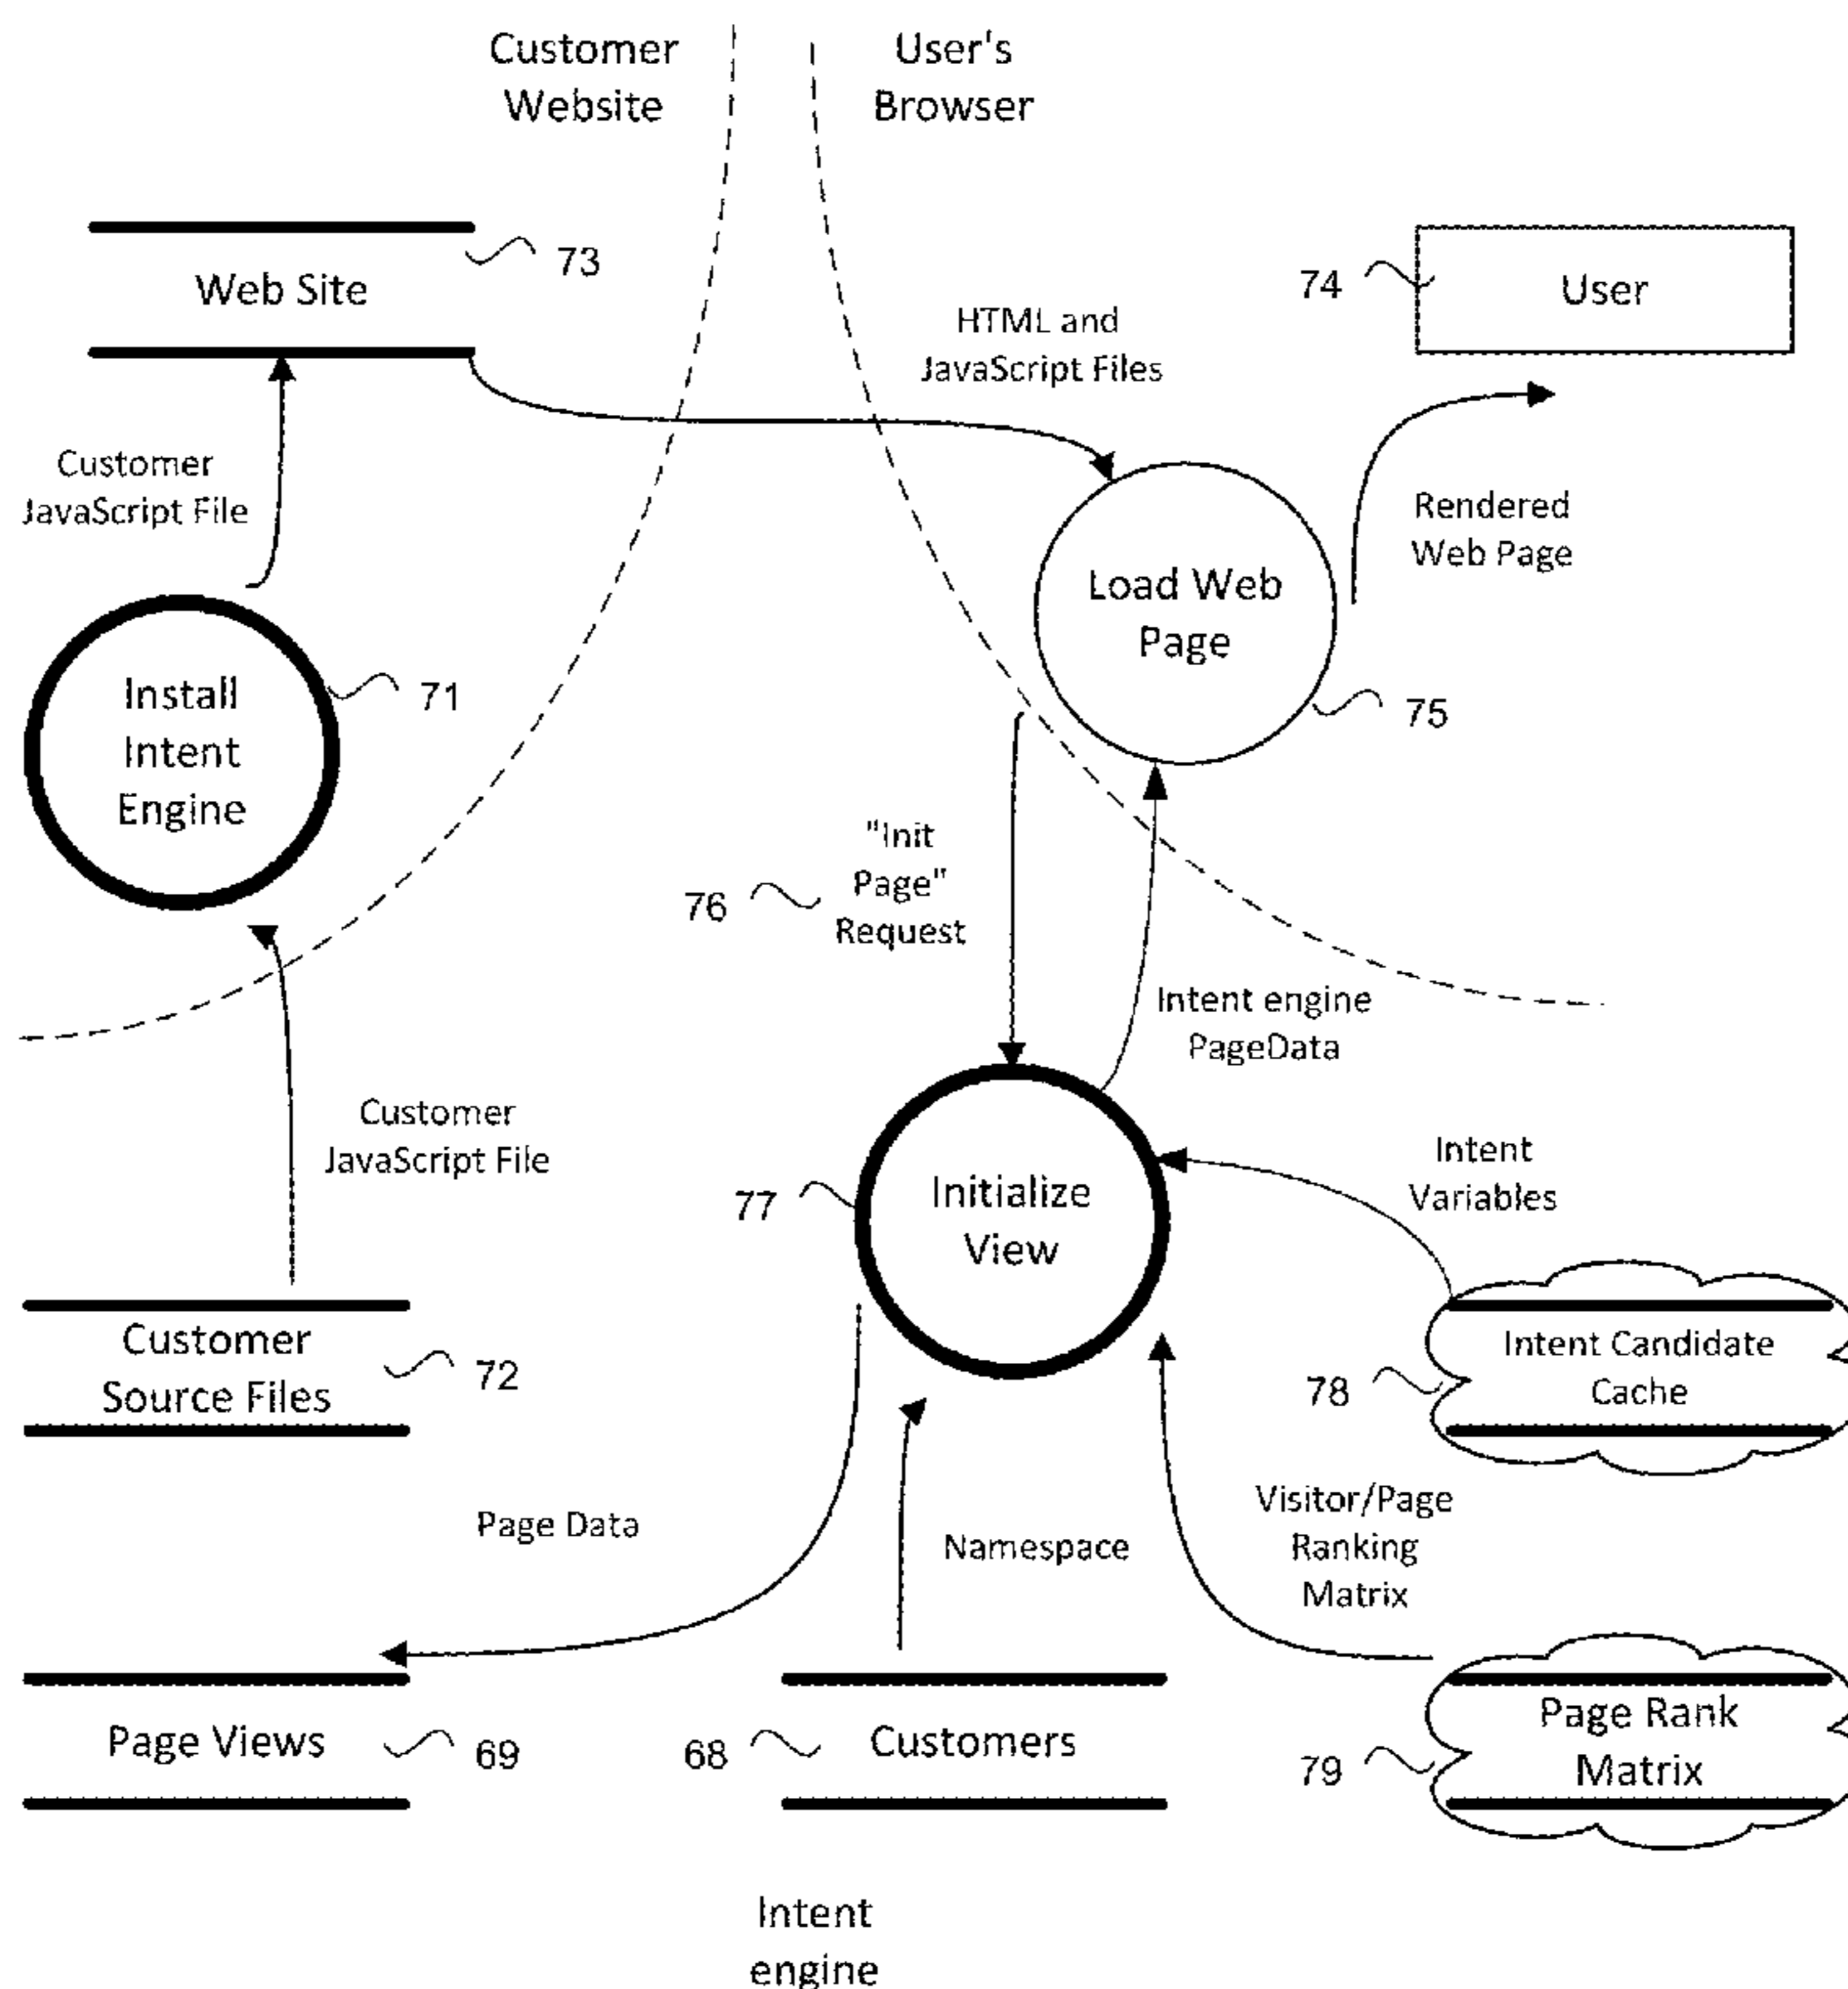 Customer
Website
User's
Browser
73
Web Site
74
User
HTML and
JavaScript Files
Customer
JavaScript File
Rendered
Web Page
Load Web
Page
Install
Intent
Engine
71
75
"Init
Page"
Request
76
Intent engine
PageData
Customer
JavaScript File
Intent
Variables
77
Initialize
View
Customer
Source Files
72
78
Intent Candidate
Cache
Page Data
Namespace
Visitor/Page
Ranking
Matrix
Page Views
69
68
Customers
79
Page Rank
Matrix
Intent
engine